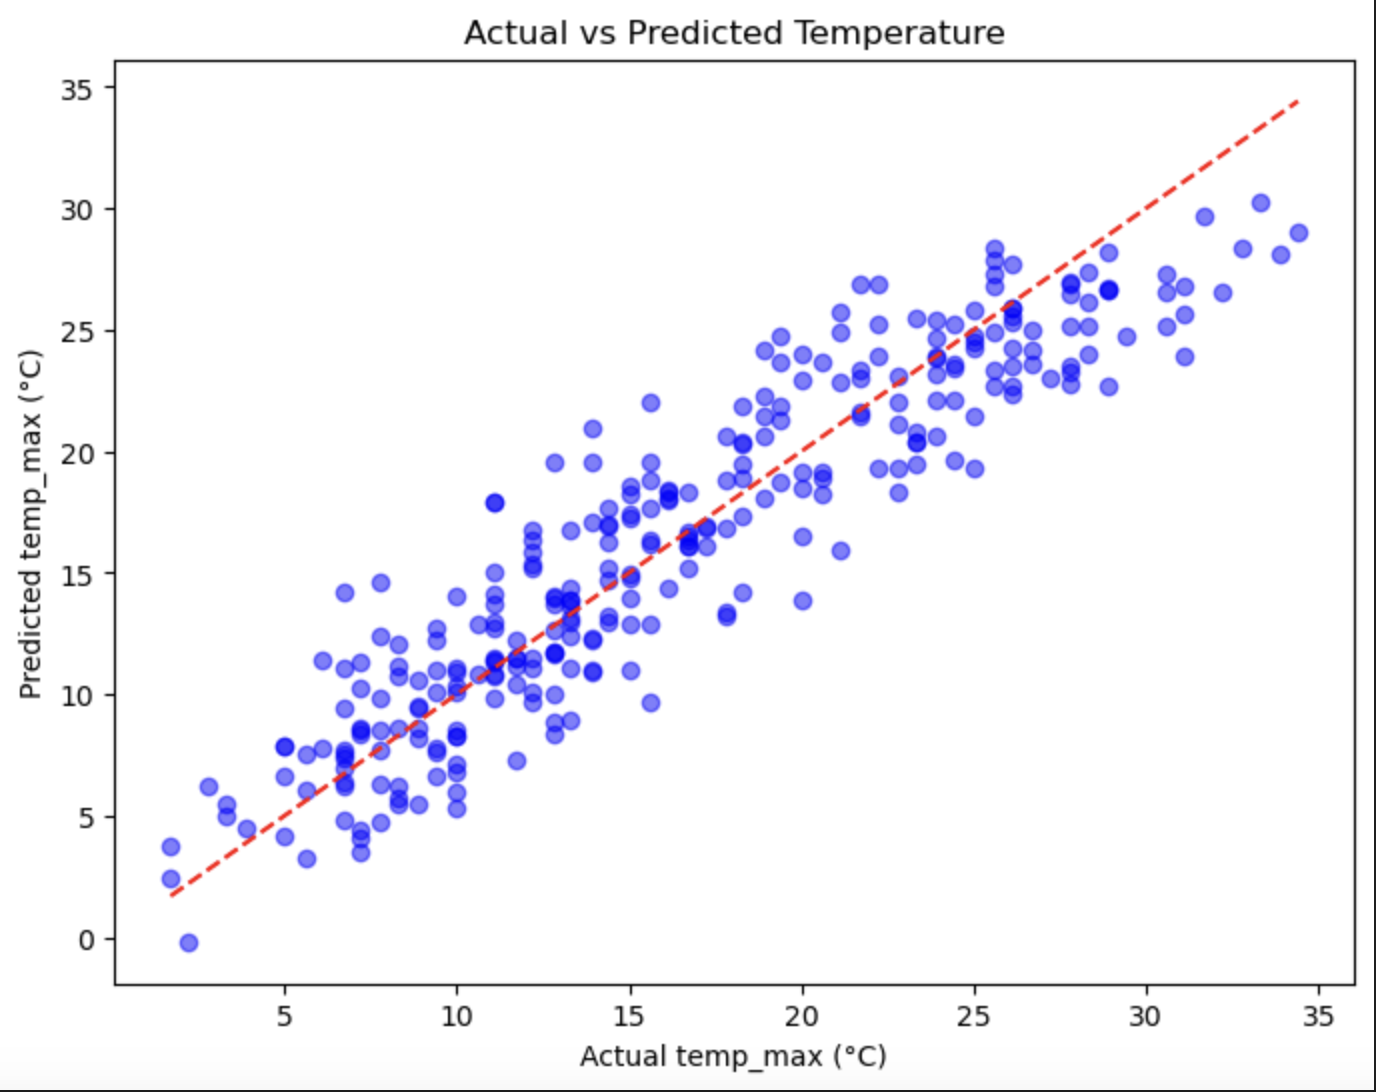 Actual vs Predicted Temperature
35
30
25
20
15
10
5
0
Predicted temp_max (°C)
5 10 15 20 25 30 35
Actual temp_max (°C)